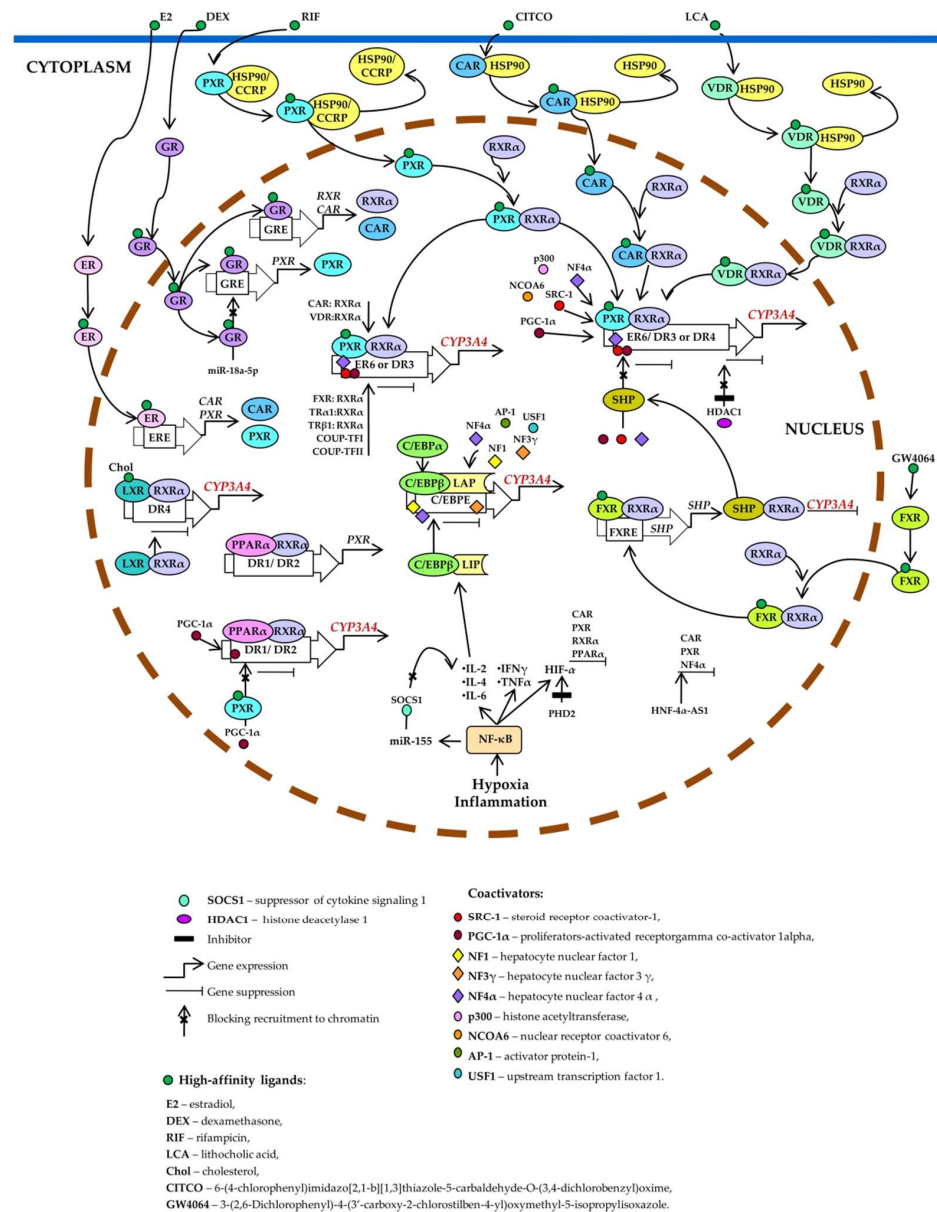 E2
DEX
RIF
CITCO
LCA
CYTOPLASM
PXR
HSP90/
CCRP
HSP90/
CCRP
PXR
HSP90/
CCRP
CAR
HSP90
HSP90
CAR
HSP90
VDR
HSP90
HSP90
VDR
HSP90
GR
PXR
RXRα
CAR
RXRα
VDR
RXRα
GR
RXR
CAR
GRE
RXRα
CAR
PXR
RXRα
GR
CAR
RXRα
VDR
RXRα
VDR
RXRα
ER
GR
GRE
PXR
PXR
GR
p300
NF4α
NCOA6
SRC-1
PGC-1α
PXR
RXRα
ER6/ DR3 or DR4
CYP3A4
ER
GR
miR-18a-5p
CAR: RXRα
VDR:RXRα
PXR
RXRα
ER6 or DR3
CYP3A4
FXR: RXRα
TRα1:RXRα
TRβ1: RXRα
COUP-TFI
COUP-TFII
SHP
HDAC1
NUCLEUS
ER
ERE
CAR
PXR
CAR
PXR
AP-1
USF1
NF4α
NF1
NF3γ
C/EBPα
C/EBPβ
LAP
C/EBPE
CYP3A4
GW4064
Chol
LXR
RXRα
DR4
CYP3A4
FXR
RXRα
FXRE
SHP
SHP
SHP
RXRα
CYP3A4
FXR
LXR
RXRα
PPARα
RXRα
DR1/ DR2
PXR
C/EBPβ
LIP
RXRα
FXR
FXR
RXRα
PGC-1α
PPARα
RXRα
DR1/ DR2
CYP3A4
PXR
PGC-1α
SOCS1
miR-155
•IL-2
•IL-4
•IL-6
•IFNγ
•TNFα
HIF-α
PHD2
CAR
PXR
RXRα
PPARα
CAR
PXR
NF4α
HNF-4α-AS1
NF-κB
Hypoxia
Inflammation
SOCS1 – suppressor of cytokine signaling 1
HDAC1 – histone deacetylase 1
Inhibitor
Gene expression
Gene suppression
Blocking recruitment to chromatin
Coactivators:
SRC-1 – steroid receptor coactivator-1,
PGC-1α – proliferators-activated receptorgamma co-activator 1alpha,
NF1 – hepatocyte nuclear factor 1,
NF3γ – hepatocyte nuclear factor 3 γ,
NF4α – hepatocyte nuclear factor 4 α ,
p300 – histone acetyltransferase,
NCOA6 – nuclear receptor coactivator 6,
AP-1 – activator protein-1,
USF1 – upstream transcription factor 1.
High-affinity ligands:
E2 – estradiol,
DEX – dexamethasone,
RIF – rifampicin,
LCA – lithocholic acid,
Chol – cholesterol,
CITCO – 6-(4-chlorophenyl)imidazo[2,1-b][1,3]thiazole-5-carbaldehyde-O-(3,4-dichlorobenzyl)oxime,
GW4064 – 3-(2,6-Dichlorophenyl)-4-(3’-carboxy-2-chlorostilben-4-yl)oxymethyl-5-isopropylisoxazole.